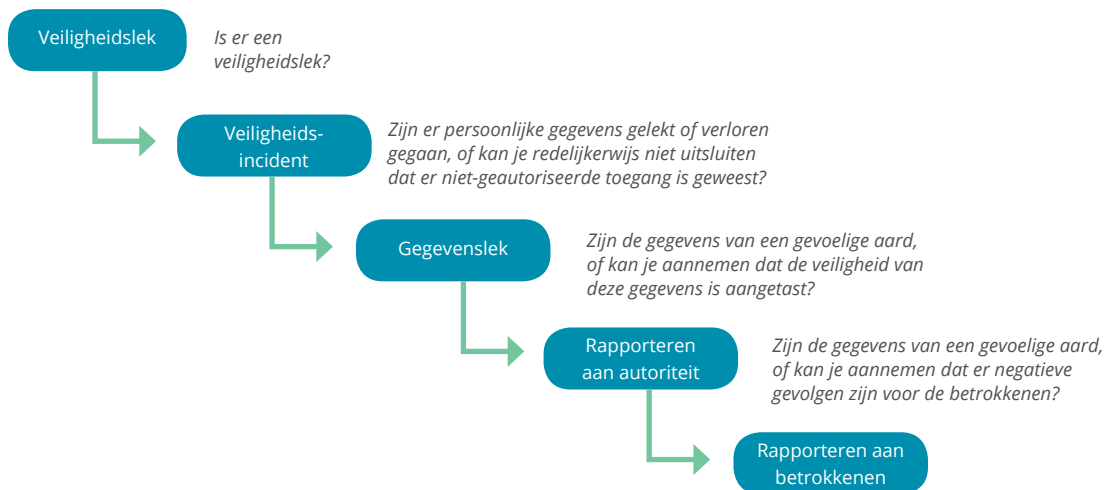 Veiligheidslek
Is er een
veiligheidslek?
Veiligheids-
incident
Zijn er persoonlijke gegevens gelekt of verloren
gegaan, of kan je redelijkerwijs niet uitsluiten
dat er niet-geautoriseerde toegang is geweest?
Gegevenslek
Zijn de gegevens van een gevoelige aard,
of kan je aannemen dat de veiligheid van
deze gegevens is aangetast?
Rapporteren
aan autoriteit
Zijn de gegevens van een gevoelige aard,
of kan je aannemen dat er negatieve
gevolgen zijn voor de betrokkenen?
Rapporteren aan
betrokkenen